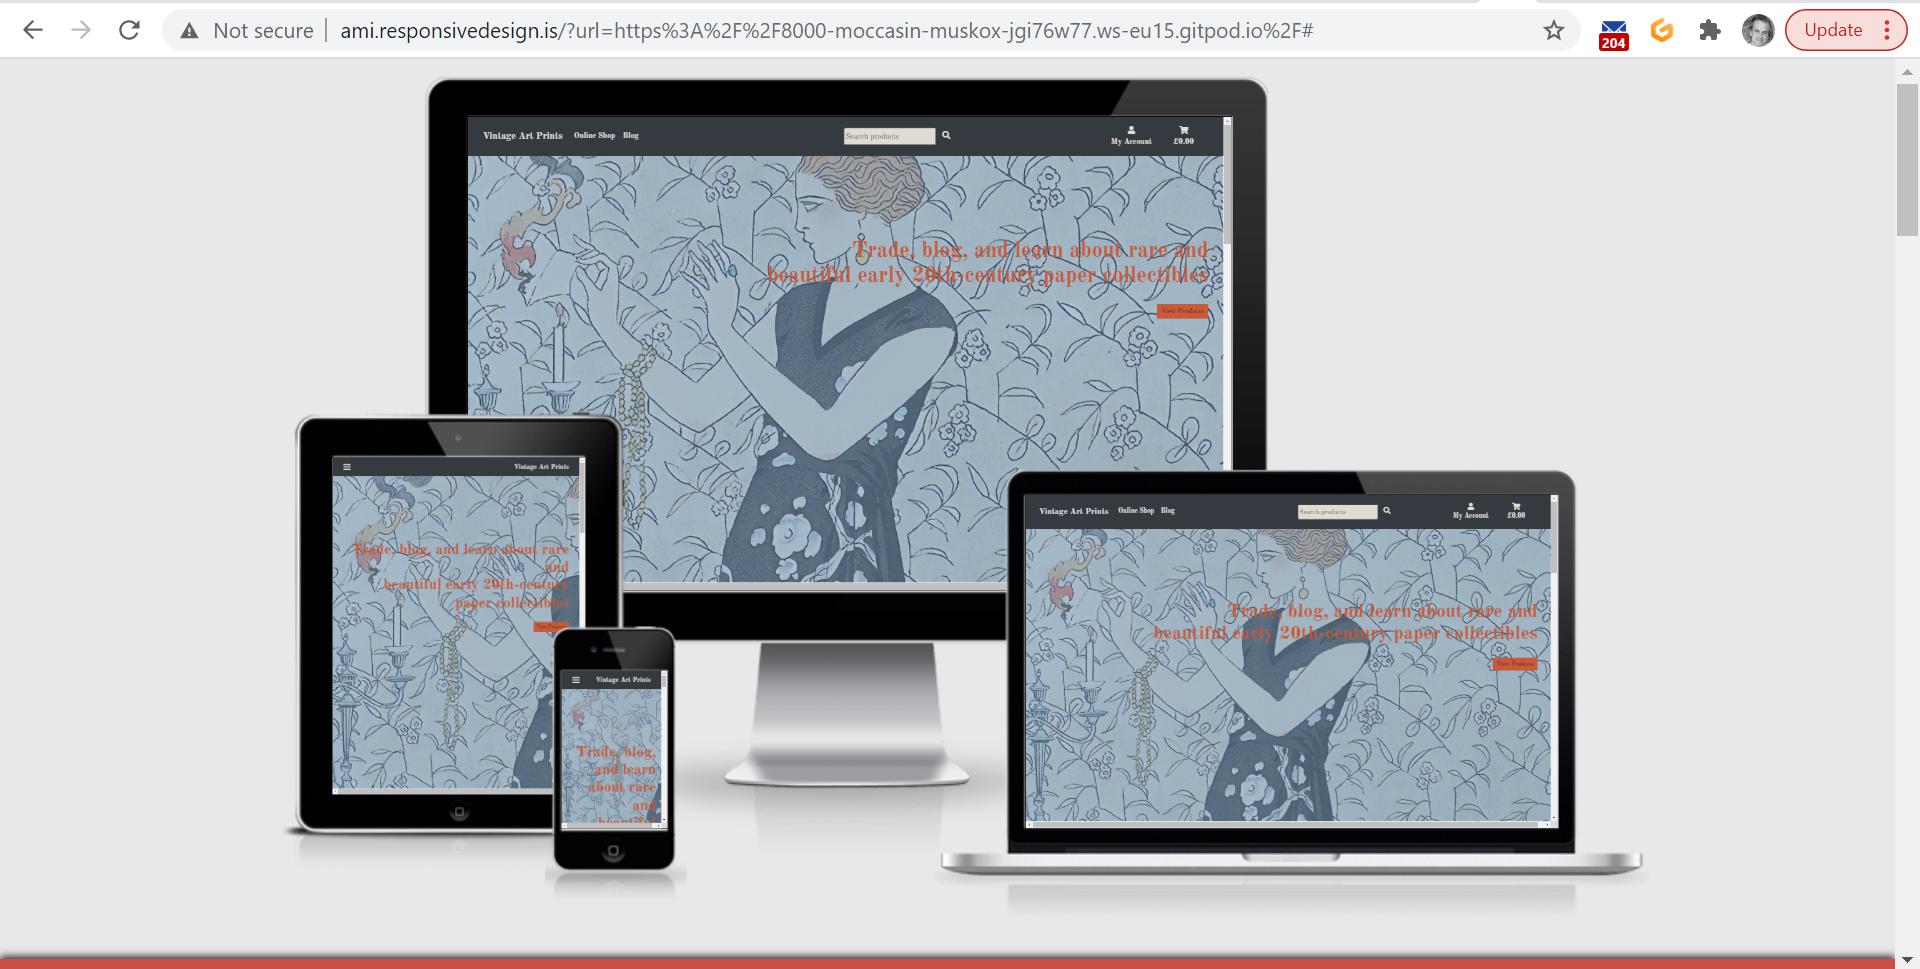 Not secure
ami.responsivedesign.is/?url=https%3A%2F%2F8000-moccasin-muskox-jgi76w77.ws-eu15.gitpod.io%2F#
204
Update
Vintage Art Prints Online Shop Blog
Search products
My Account £0.00
Trade, blog, and learn about rare and
beautiful early 20th-century paper collectibles
View Products
Vintage Art Prints
Trade, blog, and learn about rare
and
beautiful early 20th-century
paper collectibles
View Products
Vintage Art Prints
Trade, blog,
and learn
about rare
and
beautiful
Vintage Art Prints Online Shop Blog
Search products
My Account £0.00
Trade, blog, and learn about rare and
beautiful early 20th-century paper collectibles
View Products